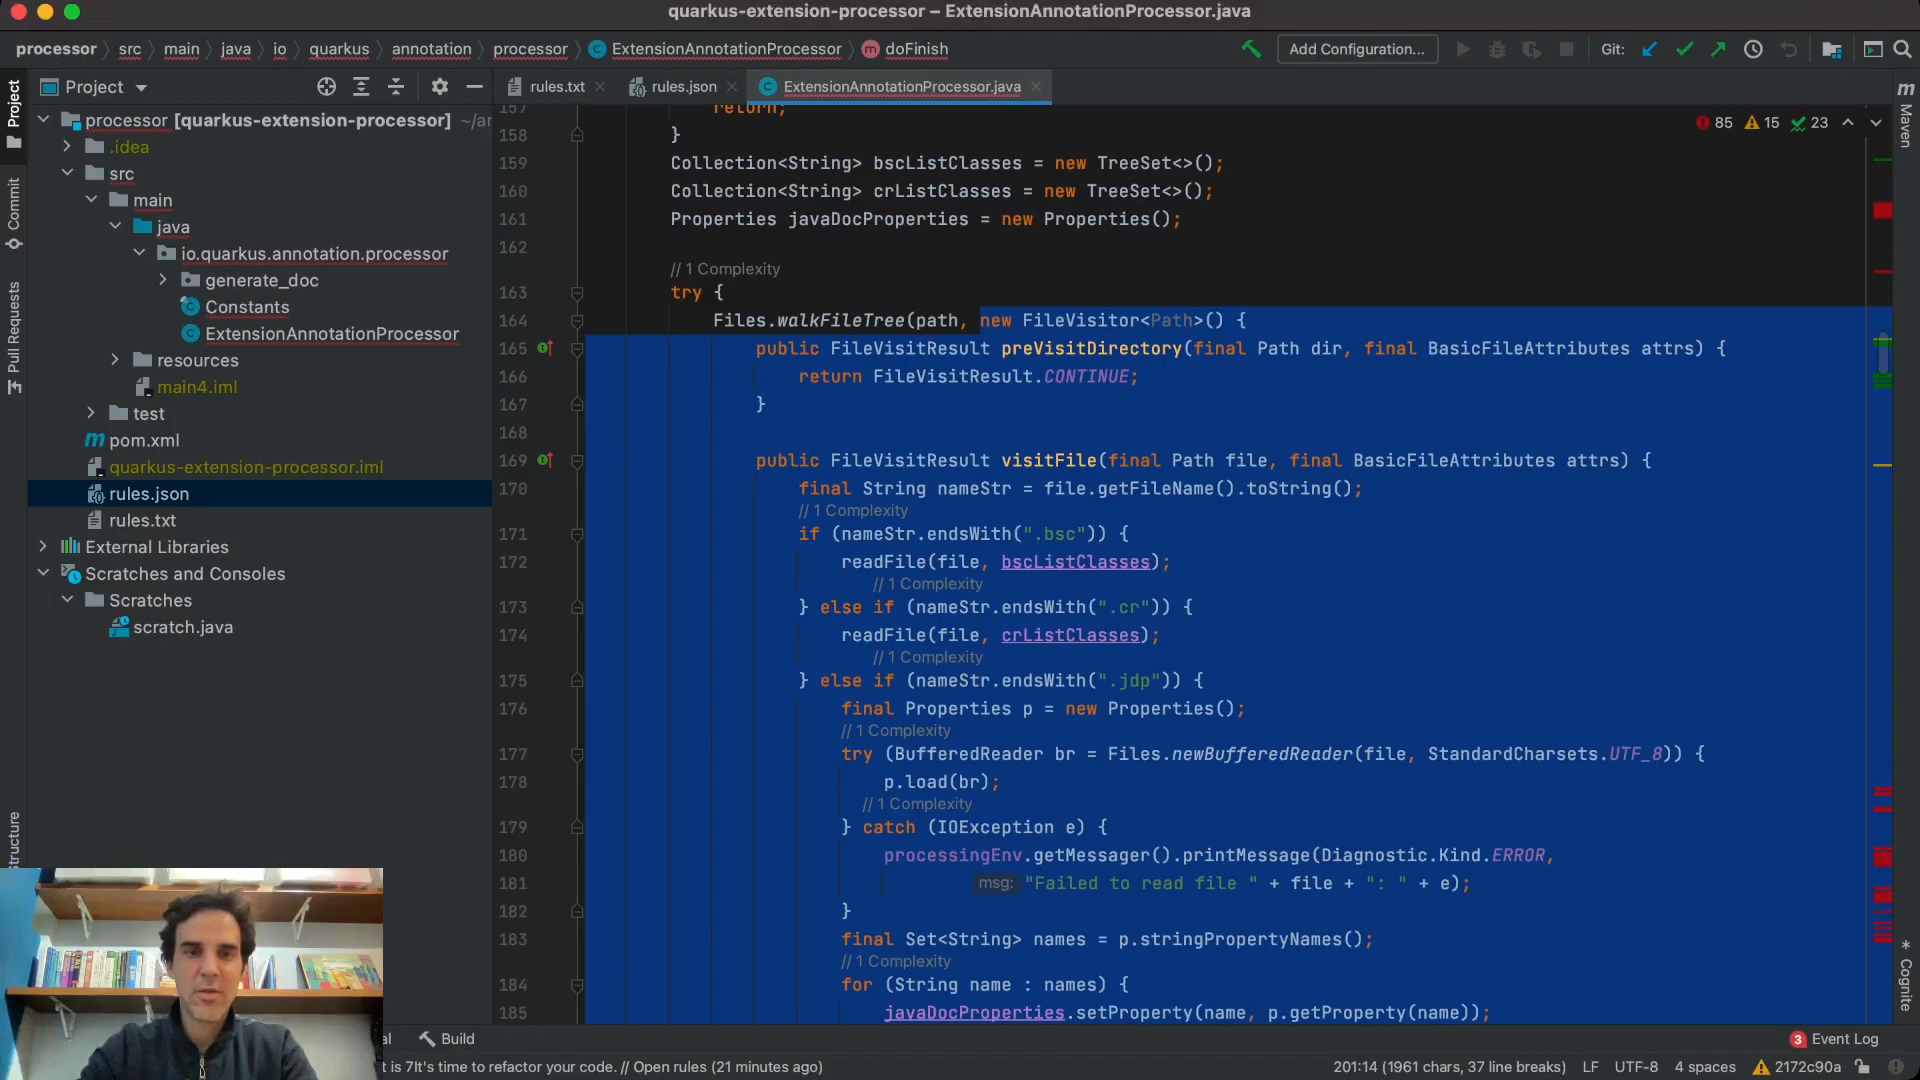 quarkus-extension-processor – ExtensionAnnotationProcessor.java
processor
src
main
java
io
quarkus
annotation
processor
ExtensionAnnotationProcessor
doFinish
Add Configuration...
Git:
Project
rules.txt
rules.json
ExtensionAnnotationProcessor.java
Project
Commit
Pull Requests
processor [quarkus-extension-processor] ~/ar
.idea
src
main
java
io.quarkus.annotation.processor
generate_doc
Constants
ExtensionAnnotationProcessor
resources
main4.iml
test
pom.xml
quarkus-extension-processor.iml
rules.json
rules.txt
External Libraries
Scratches and Consoles
Scratches
scratch.java
85 15 23
Maven
Cognite
157 return;
158 }
159 Collection<String> bscListClasses = new TreeSet<>();
160 Collection<String> crListClasses = new TreeSet<>();
161 Properties javaDocProperties = new Properties();
162
// 1 Complexity
163 try {
164 Files.walkFileTree(path, new FileVisitor<Path>() {
165 public FileVisitResult preVisitDirectory(final Path dir, final BasicFileAttributes attrs) {
166 return FileVisitResult.CONTINUE;
167 }
168
169 public FileVisitResult visitFile(final Path file, final BasicFileAttributes attrs) {
170 final String nameStr = file.getFileName().toString();
// 1 Complexity
171 if (nameStr.endsWith(".bsc")) {
172 readFile(file, bscListClasses);
// 1 Complexity
173 } else if (nameStr.endsWith(".cr")) {
174 readFile(file, crListClasses);
// 1 Complexity
175 } else if (nameStr.endsWith(".jdp")) {
176 final Properties p = new Properties();
// 1 Complexity
177 try (BufferedReader br = Files.newBufferedReader(file, StandardCharsets.UTF_8)) {
178 p.load(br);
// 1 Complexity
179 } catch (IOException e) {
180 processingEnv.getMessager().printMessage(Diagnostic.Kind.ERROR,
181 msg: "Failed to read file " + file + ": " + e);
182 }
183 final Set<String> names = p.stringPropertyNames();
// 1 Complexity
184 for (String name : names) {
185 javaDocProperties.setProperty(name, p.getProperty(name));
Build
3 Event Log
t is 7It's time to refactor your code. // Open rules (21 minutes ago)
201:14 (1961 chars, 37 line breaks) LF UTF-8 4 spaces 2172c90a